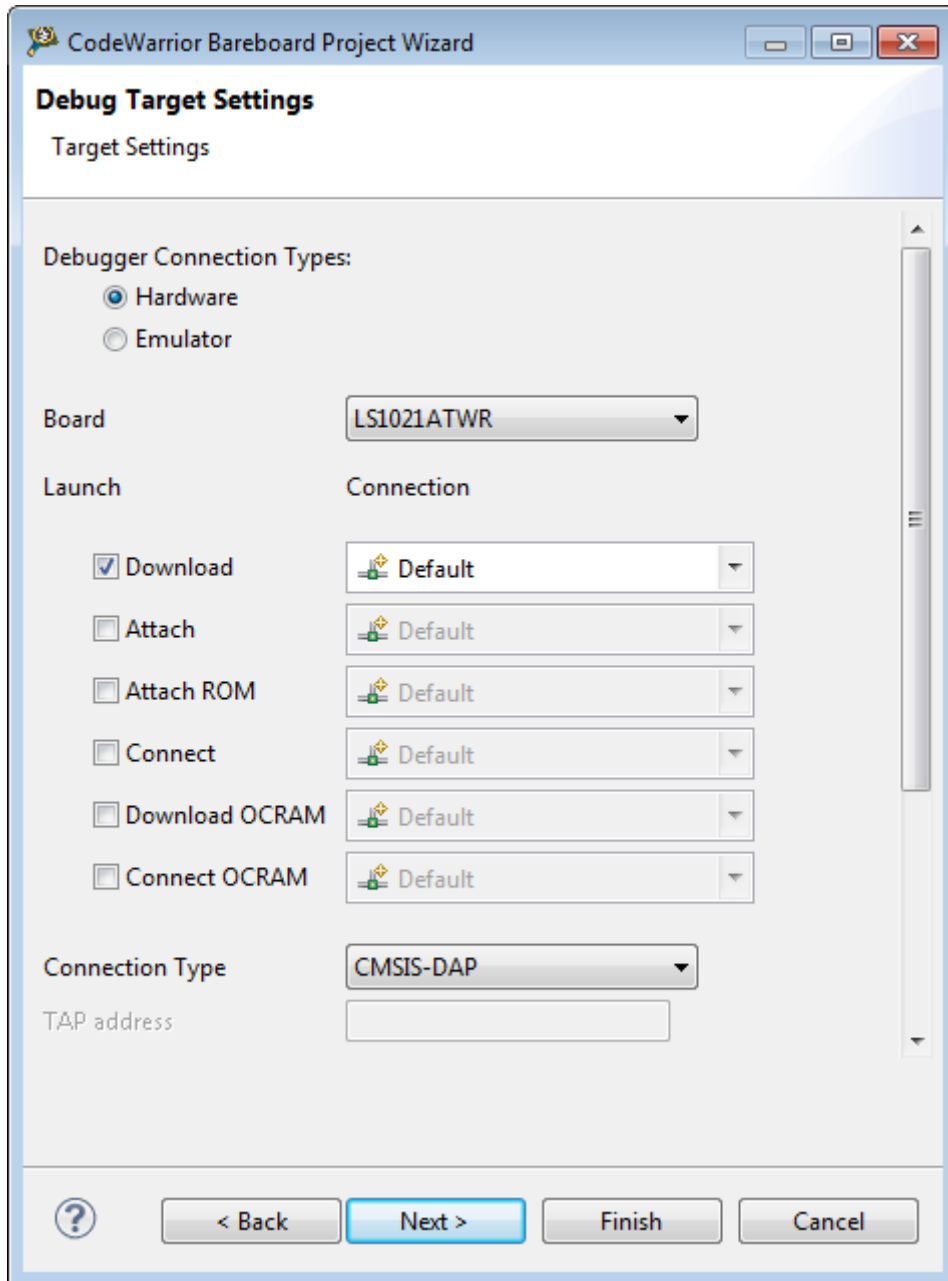 CodeWarrior Bareboard Project Wizard
Debug Target Settings
Target Settings
Debugger Connection Types:
Hardware
Emulator
Board LS1021ATWR
Launch Connection
Download Default
Attach Default
Attach ROM Default
Connect Default
Download OCRAM Default
Connect OCRAM Default
Connection Type CMSIS-DAP
TAP address
? < Back Next > Finish Cancel